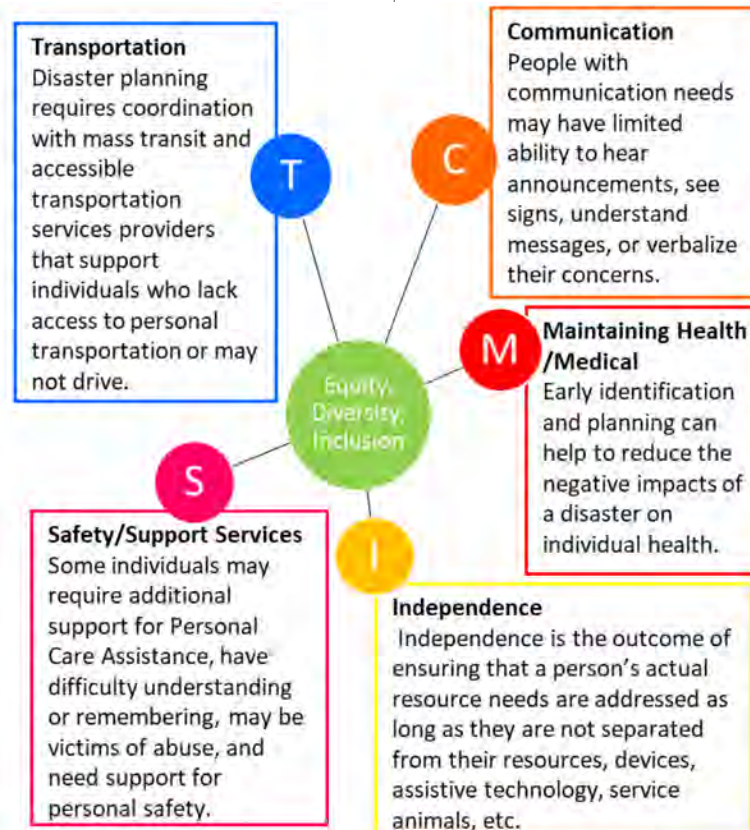 Transportation
Disaster planning
requires coordination
with mass transit and
accessible
transportation
services providers
that support
individuals who lack
access to personal
transportation or may
not drive.
T
C
Communication
People with
communication needs
may have limited
ability to hear
announcements, see
signs, understand
messages, or verbalize
their concerns.
M
Maintaining Health
/Medical
Early identification
and planning can
help to reduce the
negative impacts of
a disaster on
individual health.
Equity,
Diversity,
Inclusion
S
Safety/Support Services
Some individuals may
require additional
support for Personal
Care Assistance, have
difficulty understanding
or remembering, may be
victims of abuse, and
need support for
personal safety.
I
Independence
Independence is the outcome of
ensuring that a person’s actual
resource needs are addressed as
long as they are not separated
from their resources, devices,
assistive technology, service
animals, etc.